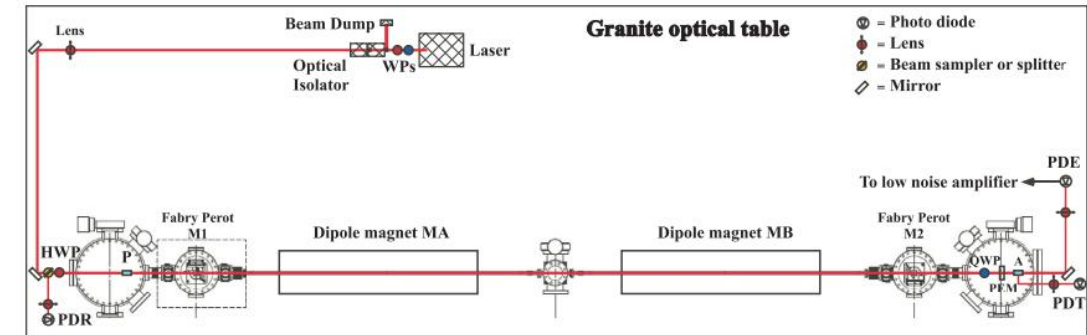 Beam Dump
Granite optical table
= Photo diode
= Lens
= Beam sampler or splitter
= Mirror
Lens
Laser
Optical
Isolator
WPs
PDE
To low noise amplifier
Fabry Perot
M1
Dipole magnet MA
Dipole magnet MB
Fabry Perot
M2
HWP
P
QWP
A
PEM
PDT
PDR